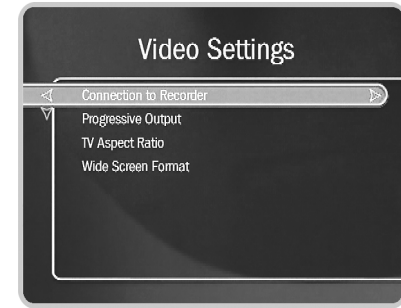 Video Settings
Connection to Recorder
Progressive Output
TV Aspect Ratio
Wide Screen Format